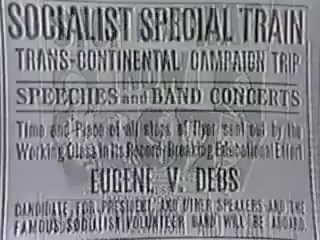 SOCIALIST SPECIAL TRAIN
TRANS-CONTINENTAL CAMPAIGN TRIP
NOW
SPEECHES and BAND CONCERTS
Time and Place of all stops of flyer sent out by the
Working Class in its Record-Breaking Educational Effort
EUGENE V. DEBS
CANDIDATE FOR PRESIDENT, AND OTHER SPEAKERS AND THE
FAMOUS SOCIALIST VOLUNTEER BAND WILL BE ABOARD.